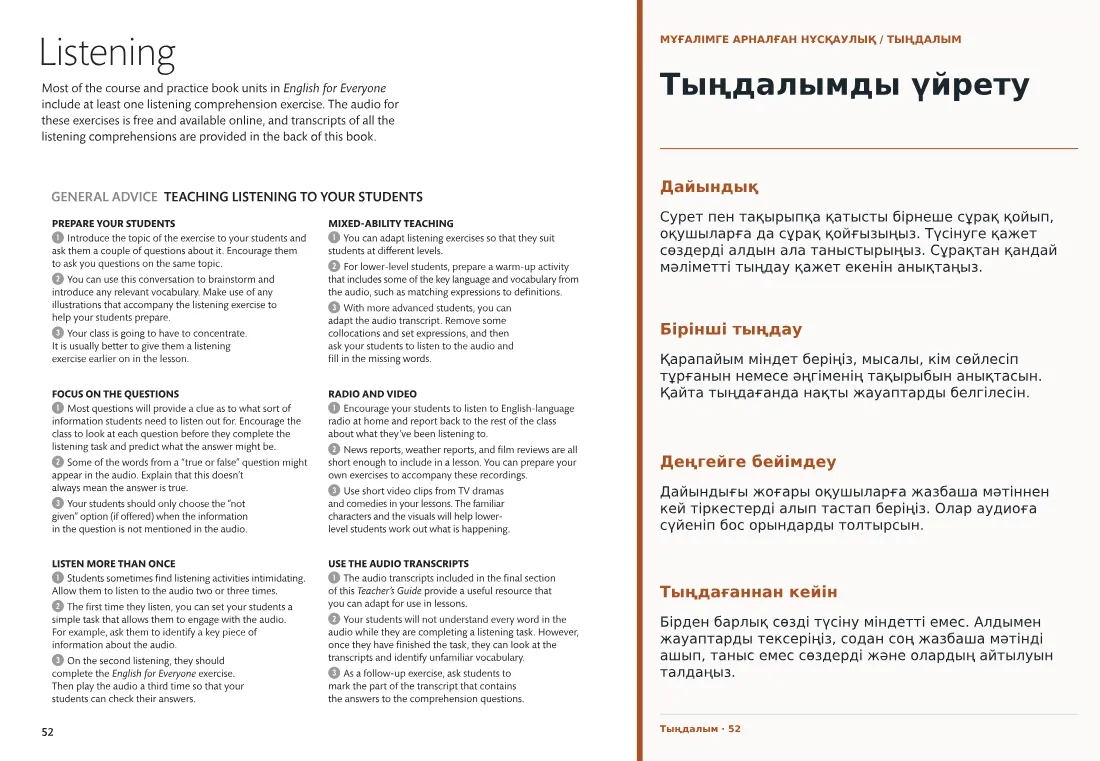 Listening
Most of the course and practice book units in English for Everyone
include at least one listening comprehension exercise. The audio for
these exercises is free and available online, and transcripts of all the
listening comprehensions are provided in the back of this book.
GENERAL ADVICE TEACHING LISTENING TO YOUR STUDENTS
PREPARE YOUR STUDENTS
1 Introduce the topic of the exercise to your students and
ask them a couple of questions about it. Encourage them
to ask you questions on the same topic.
2 You can use this conversation to brainstorm and
introduce any relevant vocabulary. Make use of any
illustrations that accompany the listening exercise to
help your students prepare.
3 Your class is going to have to concentrate.
It is usually better to give them a listening
exercise earlier on in the lesson.
FOCUS ON THE QUESTIONS
1 Most questions will provide a clue as to what sort of
information students need to listen out for. Encourage the
class to look at each question before they complete the
listening task and predict what the answer might be.
2 Some of the words from a “true or false” question might
appear in the audio. Explain that this doesn’t
always mean the answer is true.
3 Your students should only choose the “not
given” option (if offered) when the information
in the question is not mentioned in the audio.
LISTEN MORE THAN ONCE
1 Students sometimes find listening activities intimidating.
Allow them to listen to the audio two or three times.
2 The first time they listen, you can set your students a
simple task that allows them to engage with the audio.
For example, ask them to identify a key piece of
information about the audio.
3 On the second listening, they should
complete the English for Everyone exercise.
Then play the audio a third time so that your
students can check their answers.
MIXED-ABILITY TEACHING
1 You can adapt listening exercises so that they suit
students at different levels.
2 For lower-level students, prepare a warm-up activity
that includes some of the key language and vocabulary from
the audio, such as matching expressions to definitions.
3 With more advanced students, you can
adapt the audio transcript. Remove some
collocations and set expressions, and then
ask your students to listen to the audio and
fill in the missing words.
RADIO AND VIDEO
1 Encourage your students to listen to English-language
radio at home and report back to the rest of the class
about what they’ve been listening to.
2 News reports, weather reports, and film reviews are all
short enough to include in a lesson. You can prepare your
own exercises to accompany these recordings.
3 Use short video clips from TV dramas
and comedies in your lessons. The familiar
characters and the visuals will help lower-
level students work out what is happening.
USE THE AUDIO TRANSCRIPTS
1 The audio transcripts included in the final section
of this Teacher’s Guide provide a useful resource that
you can adapt for use in lessons.
2 Your students will not understand every word in the
audio while they are completing a listening task. However,
once they have finished the task, they can look at the
transcripts and identify unfamiliar vocabulary.
3 As a follow-up exercise, ask students to
mark the part of the transcript that contains
the answers to the comprehension questions.
52
МҰҒАЛІМГЕ АРНАЛҒАН НҰСҚАУЛЫҚ / ТЫҢДАЛЫМ
Тыңдалымды үйрету
Дайындық
Сурет пен тақырыпқа қатысты бірнеше сұрақ қойып,
оқушыларға да сұрақ қойғызыңыз. Түсінуге қажет
сөздерді алдын ала таныстырыңыз. Сұрақтан қандай
мәліметті тыңдау қажет екенін анықтаңыз.
Бірінші тыңдау
Қарапайым міндет беріңіз, мысалы, кім сөйлесіп
тұрғанын немесе әңгіменің тақырыбын анықтасын.
Қайта тыңдағанда нақты жауаптарды белгілесін.
Деңгейге бейімдеу
Дайындығы жоғары оқушыларға жазбаша мәтіннен
кей тіркестерді алып тастап беріңіз. Олар аудиоға
сүйеніп бос орындарды толтырсын.
Тыңдағаннан кейін
Бірден барлық сөзді түсіну міндетті емес. Алдымен
жауаптарды тексеріңіз, содан соң жазбаша мәтінді
ашып, таныс емес сөздерді және олардың айтылуын
талдаңыз.
Тыңдалым · 52